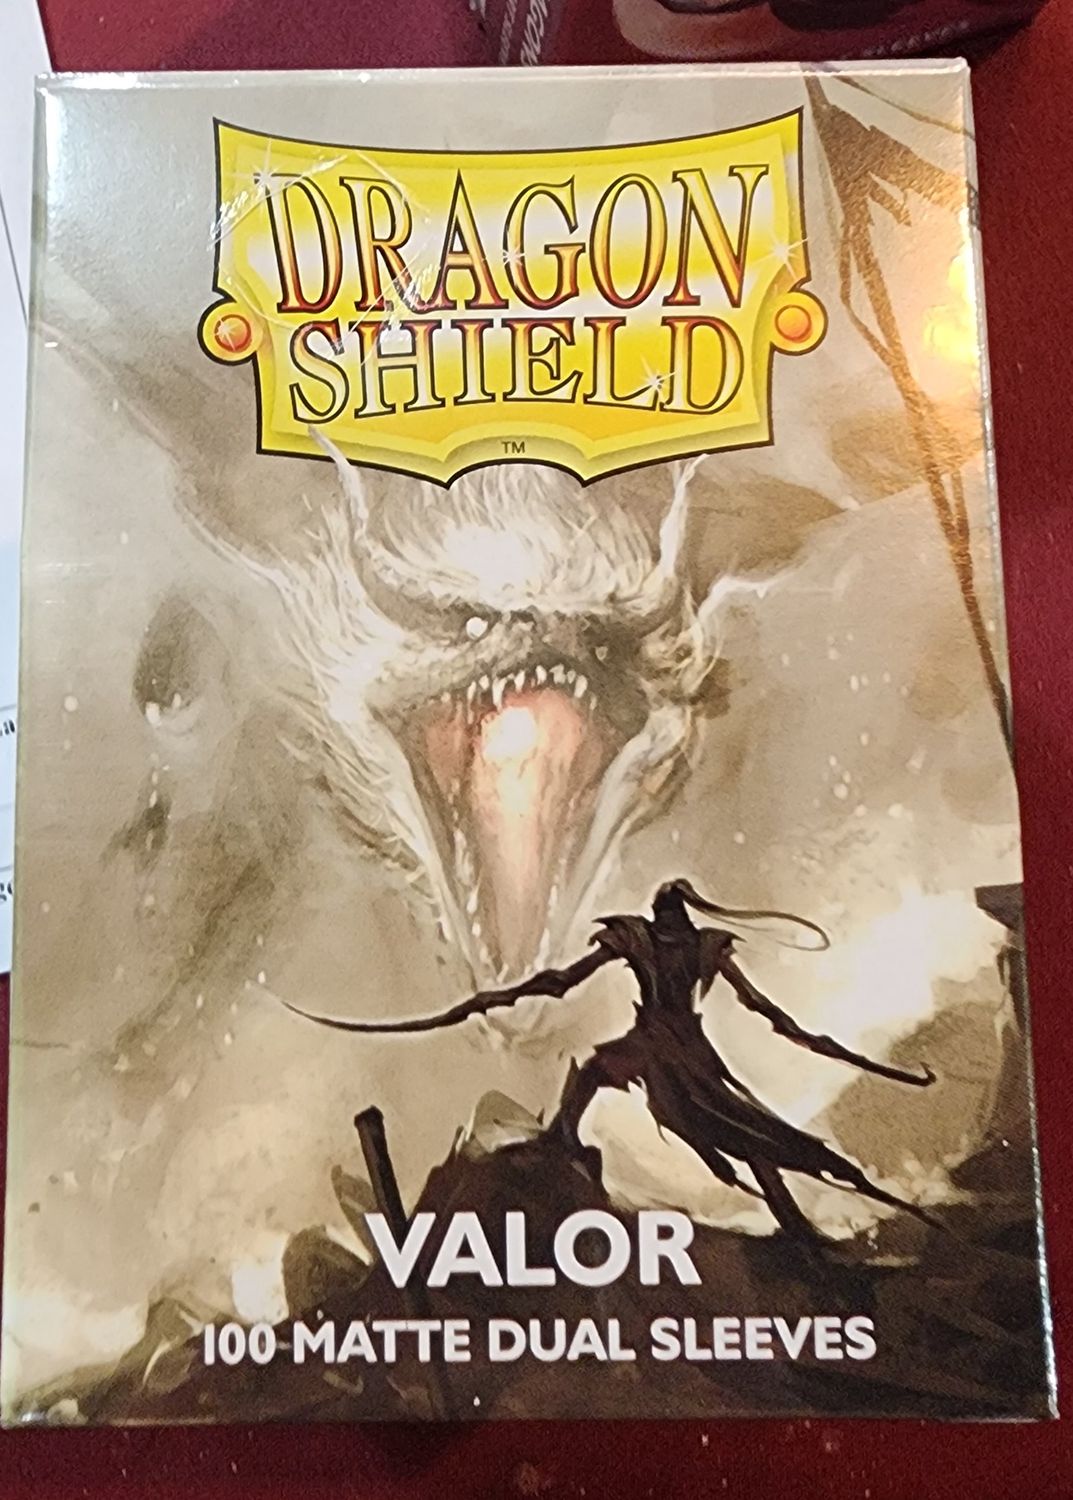 DRAGON
SHIELD
TM
VALOR
100 MATTE DUAL SLEEVES